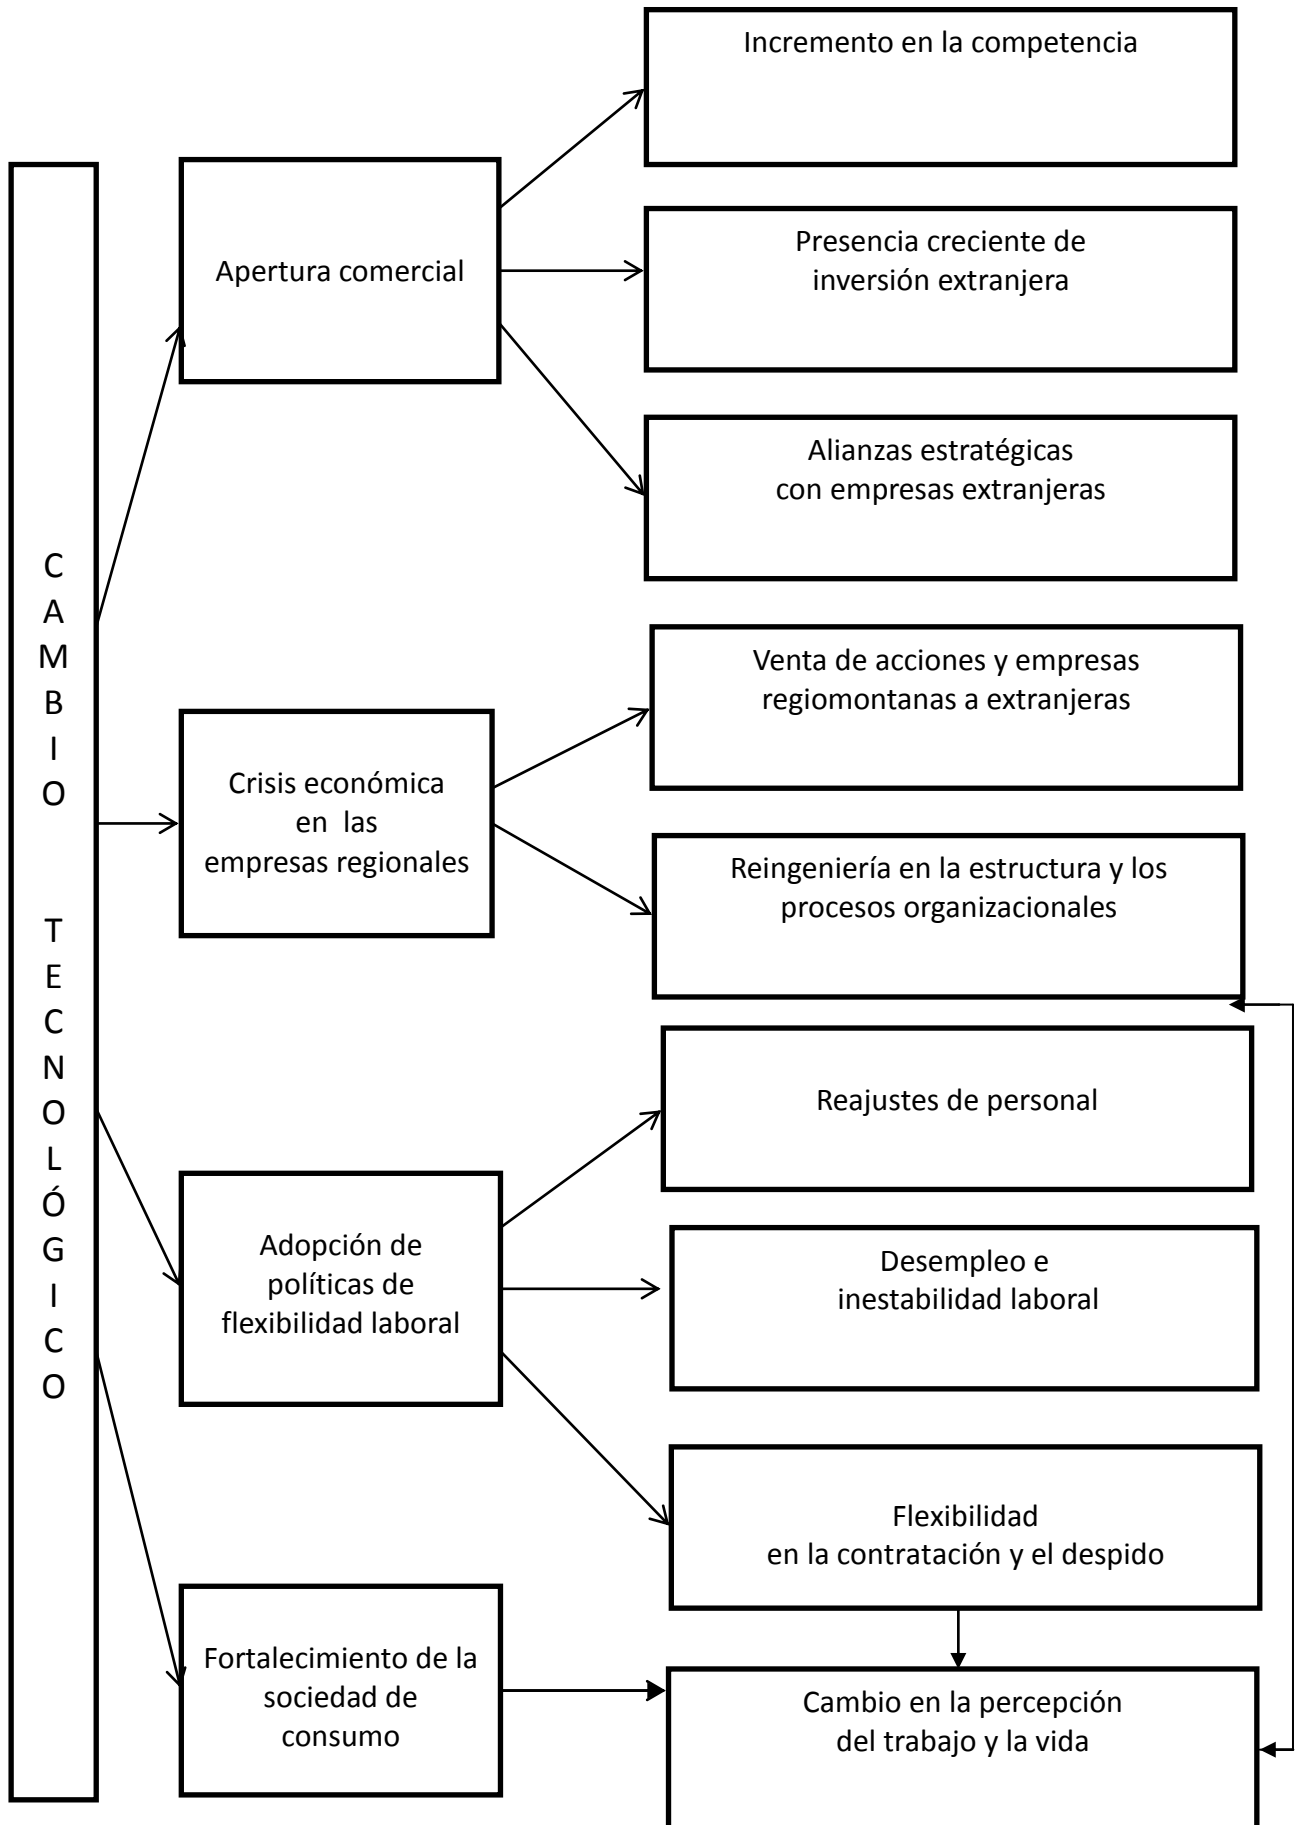 CAMBIO TECNOLÓGICO
Apertura comercial
Incremento en la competencia
Presencia creciente de
inversión extranjera
Alianzas estratégicas
con empresas extranjeras
Crisis económica
en las
empresas regionales
Venta de acciones y empresas
regiomontanas a extranjeras
Reingeniería en la estructura y los
procesos organizacionales
Adopción de
políticas de
flexibilidad laboral
Reajustes de personal
Desempleo e
inestabilidad laboral
Flexibilidad
en la contratación y el despido
Fortalecimiento de la
sociedad de
consumo
Cambio en la percepción
del trabajo y la vida